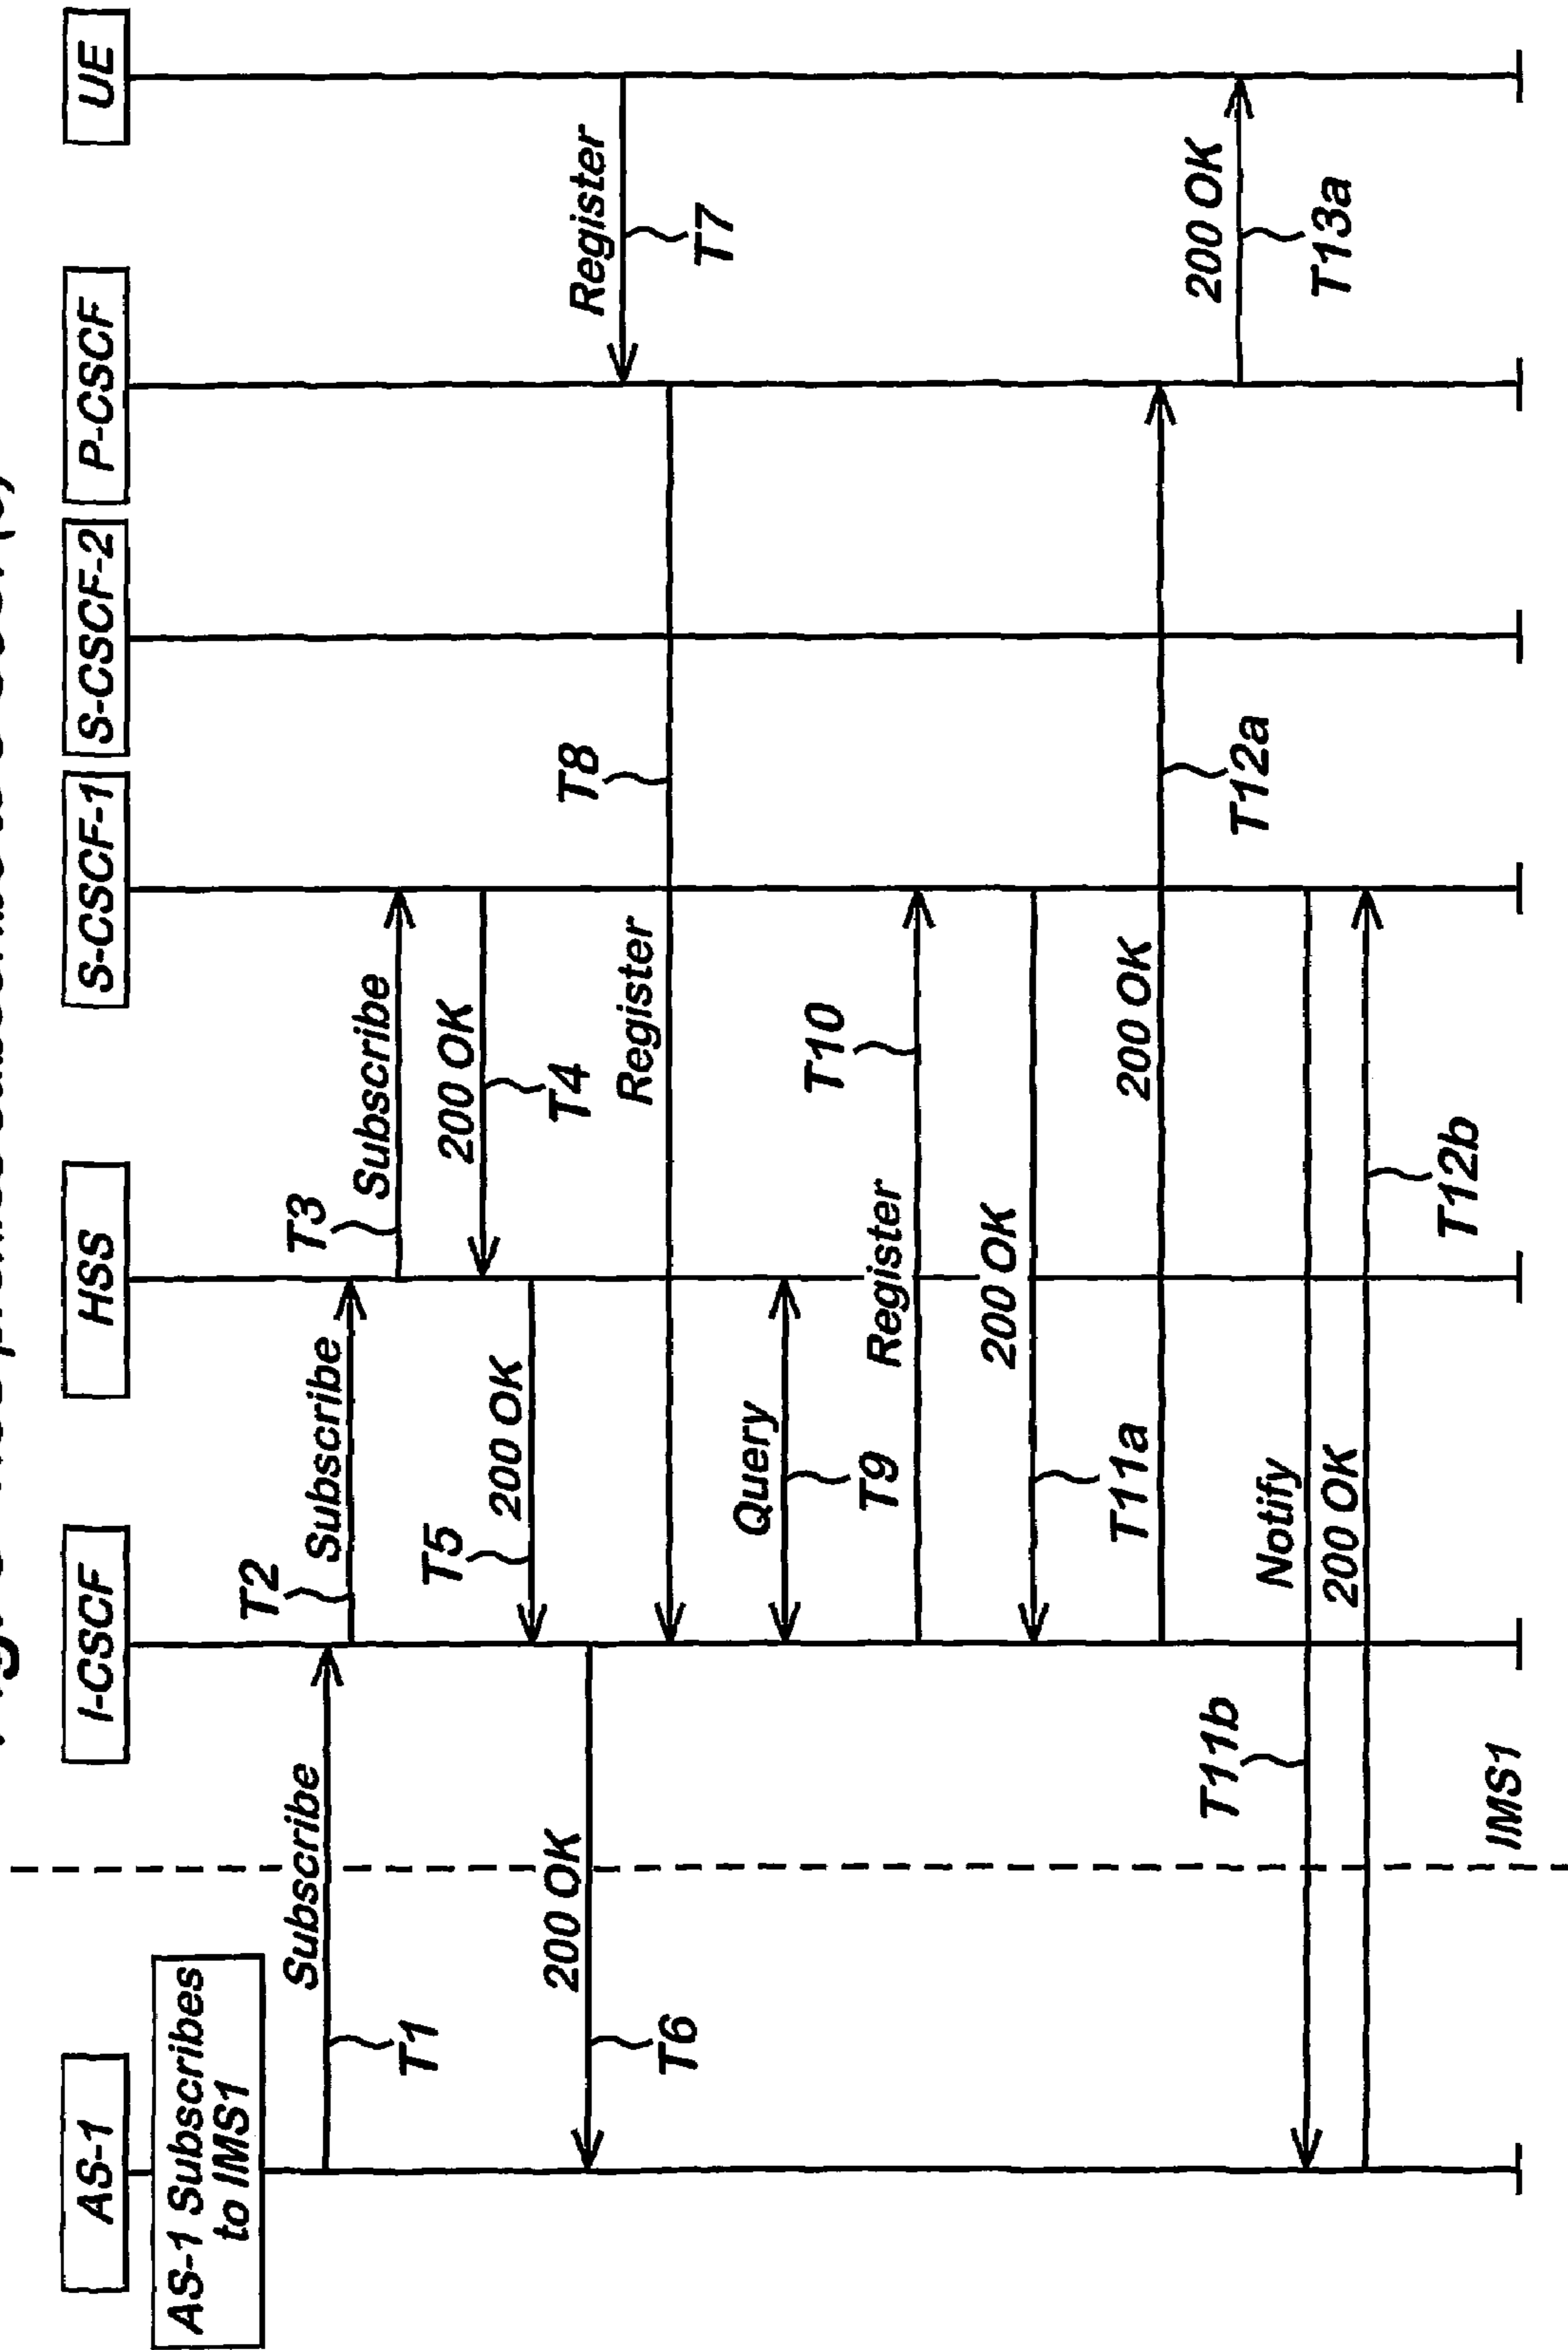 AS-1
I-CSCF
HSS
S-CSCF-1
S-CSCF-2
P-CSCF
UE
AS-1 Subscribes
to IMS1
Subscribe
T1
T2
Subscribe
T3
Subscribe
200 OK
T4
T5
200 OK
200 OK
T6
Register
T7
T8
Register
Query
T9
Register
T10
200 OK
T11a
200 OK
T12a
200 OK
T13a
Notify
T11b
200 OK
T12b
IMS1